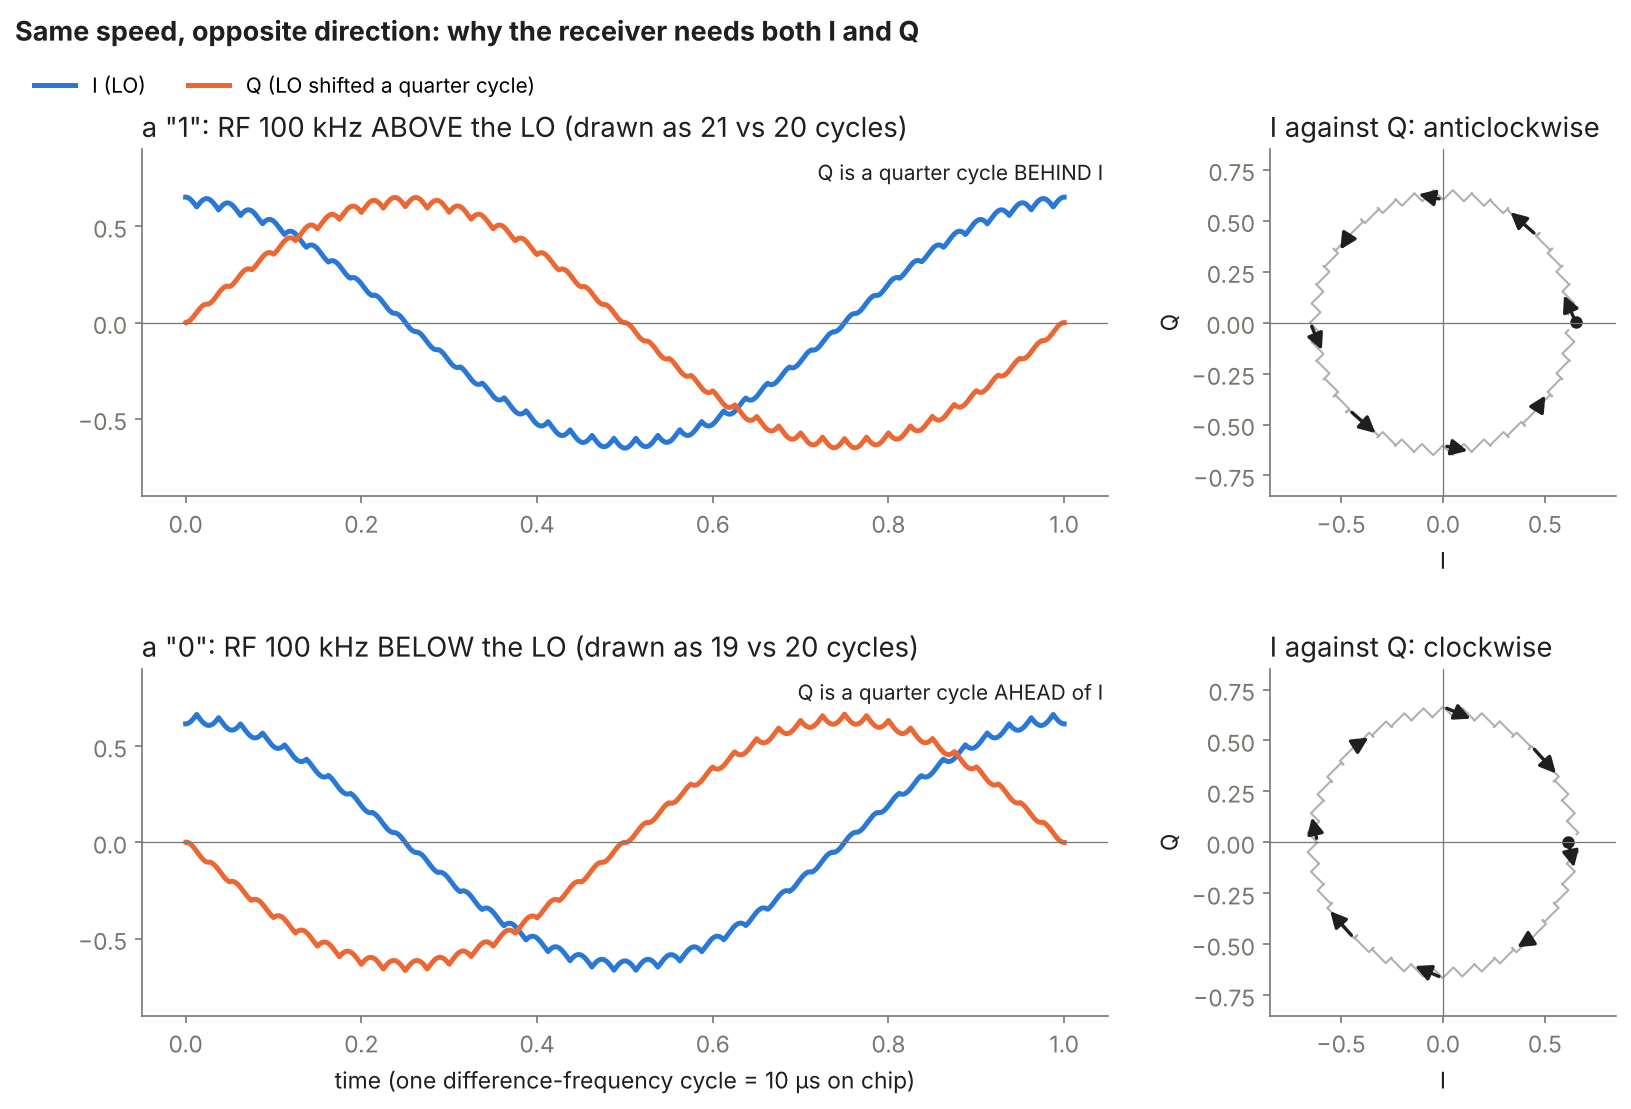 Same speed, opposite direction: why the receiver needs both I and Q
I (LO)
Q (LO shifted a quarter cycle)
a "1": RF 100 kHz ABOVE the LO (drawn as 21 vs 20 cycles)
Q is a quarter cycle BEHIND I
0.5
0.0
−0.5
0.0 0.2 0.4 0.6 0.8 1.0
I against Q: anticlockwise
0.75
0.50
0.25
0.00
−0.25
−0.50
−0.75
Q
−0.5 0.0 0.5
I
a "0": RF 100 kHz BELOW the LO (drawn as 19 vs 20 cycles)
Q is a quarter cycle AHEAD of I
0.5
0.0
−0.5
0.0 0.2 0.4 0.6 0.8 1.0
time (one difference-frequency cycle = 10 µs on chip)
I against Q: clockwise
0.75
0.50
0.25
0.00
−0.25
−0.50
−0.75
Q
−0.5 0.0 0.5
I